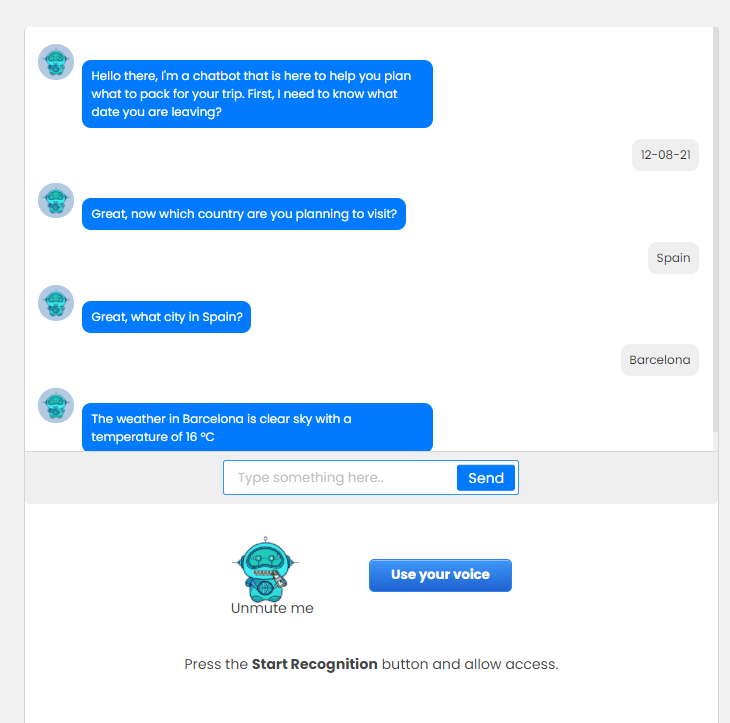 Hello there, I'm a chatbot that is here to help you plan
what to pack for your trip. First, I need to know what
date you are leaving?
12-08-21
Great, now which country are you planning to visit?
Spain
Great, what city in Spain?
Barcelona
The weather in Barcelona is clear sky with a
temperature of 16 °C
Type something here..
Send
Use your voice
Unmute me
Press the Start Recognition button and allow access.